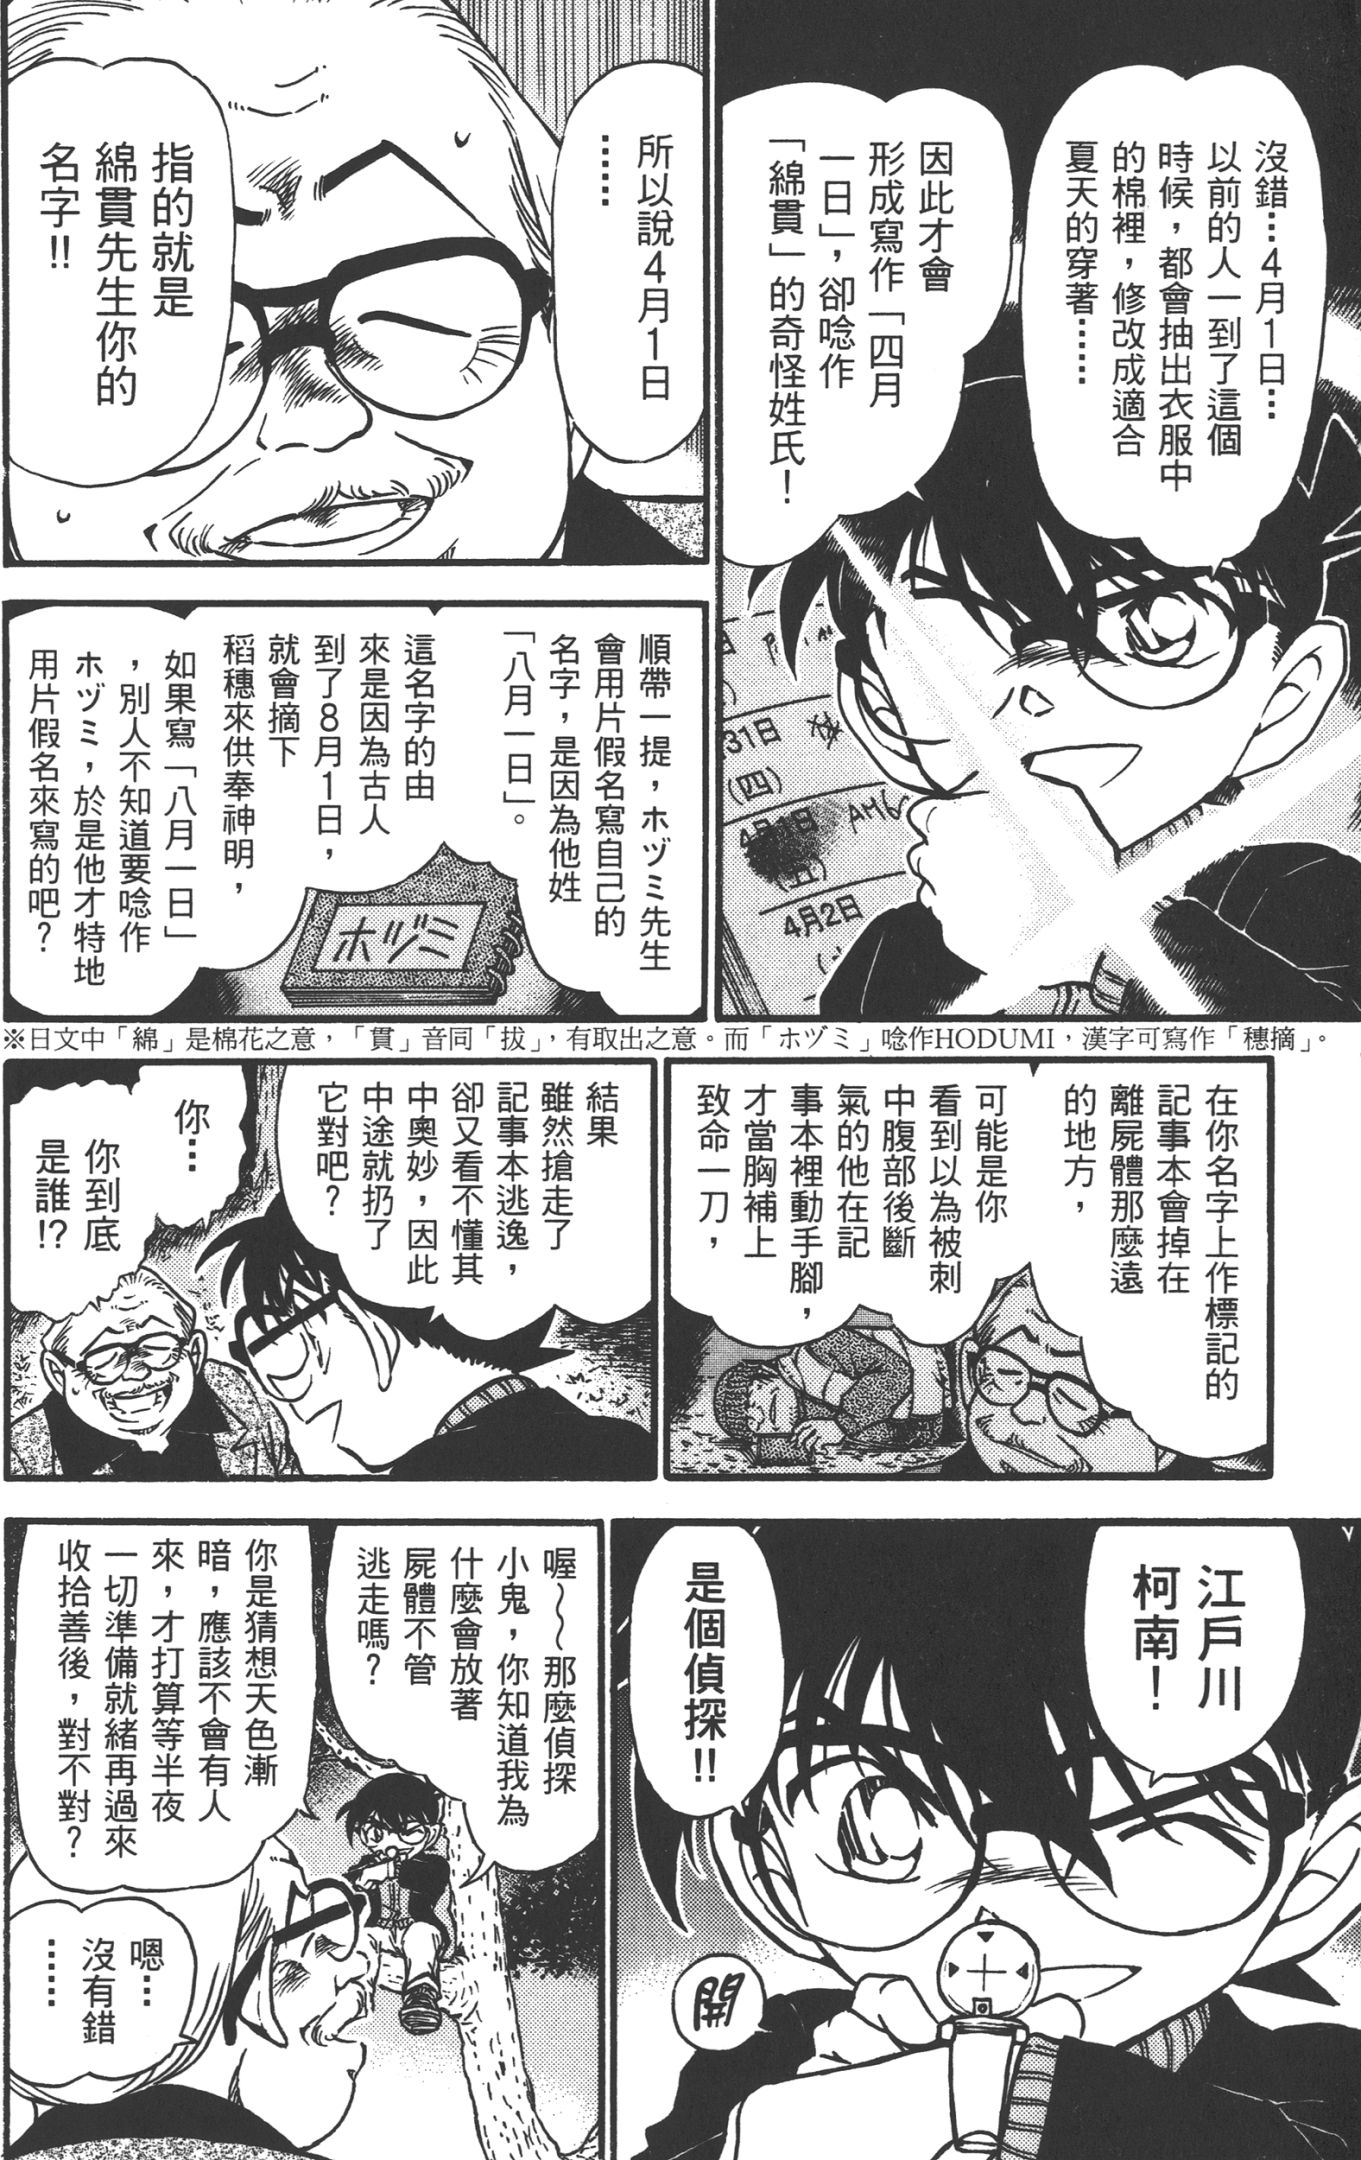 沒錯…4月1日…
以前的人一到了這個
時候，都會抽出衣服中
的棉裡，修改成適合
夏天的穿著……
因此才會
形成寫作「四月
一日」，卻唸作
「綿貫」的奇怪姓氏！
31日
(四)
4月1日
AM6
(五)
4月2日
所以說4月1日
……
指的就是
綿貫先生你的
名字!!
順帶一提，ホヅミ先生
會用片假名寫自己的
名字，是因為他姓
「八月一日」。
這名字的由
來是因為古人
到了8月1日，
就會摘下
稻穗來供奉神明，
如果寫「八月一日」
，別人不知道要唸作
ホヅミ，於是他才特地
用片假名來寫的吧？
ホヅミ
※日文中「綿」是棉花之意，「貫」音同「拔」，有取出之意。而「ホヅミ」唸作HODUMI，漢字可寫作「穗摘」。
在你名字上作標記的
記事本會掉在
離屍體那麼遠
的地方，
可能是你
看到以為被刺
中腹部後斷
氣的他在記
事本裡動手腳，
才當胸補上
致命一刀，
結果
雖然搶走了
記事本逃逸，
卻又看不懂其
中奧妙，因此
中途就扔了
它對吧？
你…
你到底
是誰!?
江戶川
柯南！
是個偵探!!
開
喔～那麼偵探
小鬼，你知道我為
什麼會放著
屍體不管
逃走嗎？
你是猜想天色漸
暗，應該不會有人
來，才打算等半夜
一切準備就緒再過來
收拾善後，對不對？
嗯…
沒有錯
……